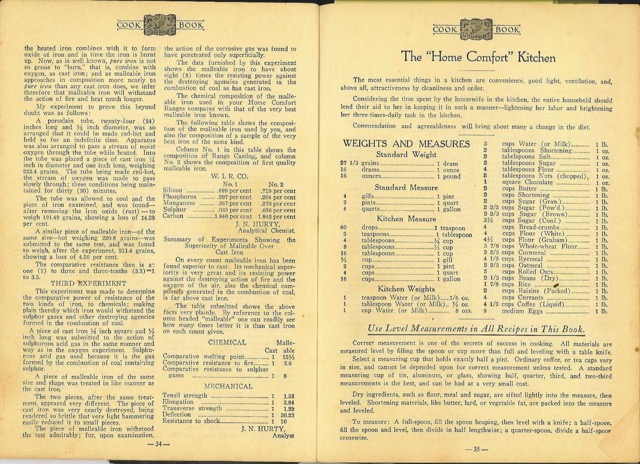 COOK BOOK
the heated iron combines with it to form
oxide of iron and in time the iron is burnt
up. Now, as is well known, pure iron is not
so prone to "burn," that is, combine with
oxygen, as cast iron; and as malleable iron
approaches in composition more nearly to
pure iron than any cast iron does, we infer
therefore that malleable iron will withstand
the action of fire and heat much longer.
My experiment to prove this beyond
doubt was as follows:
A porcelain tube, twenty-four (24)
inches long and ¾ inch diameter, was so
arranged that it could be made red-hot and
held so for an indefinite time. Apparatus
was also arranged to pass a stream of moist
oxygen through the tube while heated. Into
the tube was placed a piece of cast iron ½
inch in diameter and one inch long, weighing
233.4 grains. The tube being made red-hot,
the stream of oxygen was made to pass
slowly through; these conditions being main-
tained for thirty (30) minutes.
The tube was allowed to cool and the
piece of iron examined, and was found—
after removing the iron oxide (rust)—to
weigh 191.49 grains, showing a loss of 14.28
per cent.
A similar piece of malleable iron—of the
same size—but weighing 220.8 grains—was
submitted to the same test, and was found
to weigh, after the experiment, 211.4 grains,
showing a loss of 4.26 per cent.
The comparative resistance then is as
one (1) to three and three-tenths (3.3)—1
to 3.3.
THIRD EXPERIMENT
This experiment was made to determine
the comparative power of resistance of the
two kinds of iron, to chemicals; making
plain thereby which iron would withstand the
sulphur gases and other destroying agencies
formed in the combustion of coal.
A piece of cast iron ¼ inch square and ½
inch long was submitted to the action of
sulphurous acid gas in the same manner and
way as in the oxygen experiment. Sulphu-
rous acid gas used because it is the gas
formed by the combustion of coal containing
sulphur.
A piece of malleable iron of the same
size and shape was treated in like manner as
the cast iron.
The two pieces, after the same treat-
ment, appeared very different. The piece of
cast iron was very nearly destroyed, being
rendered so brittle that very light hammering
easily reduced it to small pieces.
The piece of malleable iron withstood
the test admirably; for, upon examination,
the action of the corrosive gas was found to
have penetrated only superficially.
The data furnished by this experiment
shows the malleable iron to have about
eight (8) times the resisting power against
the destroying agencies generated in the
combustion of coal as has cast iron.
The chemical composition of the malle-
able iron used in your Home Comfort
Ranges compares with that of the very best
malleable iron known.
The following table shows the composi-
tion of the malleable iron used by you, and
also the composition of a sample of the very
best iron of the same kind.
Column No. 1 in this table shows the
composition of Range Casting, and column
No. 2 shows the composition of first quality
malleable iron.
W. I. R. CO.
No. 1 No. 2
Silicon
Phosphorus
Manganese
Sulphur
Carbon
J. N. HURTY,
Analytical Chemist.
Summary of Experiments Showing the
Superiority of Malleable Over
Cast Iron
On every count malleable iron has been
found superior to cast. Its mechanical super-
iority is very great and its resisting power
against the destroying action of fire and the
oxygen of the air, also the chemical com-
pounds generated in the combustion of coal,
is far above cast iron.
The table submitted shows the above
facts very plainly. By reference to the col-
umn headed "malleable" one can readily see
how many times better it is than cast iron
on each count given.
CHEMICAL Malle-
Cast able
Comparative melting point 1 12½
Comparative resistance to fire 1 3.6
Comparative resistance to sulphur
gases 1 8
MECHANICAL
Tensil strength 1 1.35
Elongation 1 3.84
Transverse strength 1 1.22
Deflection 1 30.23
Resistance to shock 1 10
J. N. HURTY,
Analyst
—34—
COOK BOOK
The "Home Comfort" Kitchen
The most essential things in a kitchen are convenience, good light, ventilation, and,
above all, attractiveness by cleanliness and order.
Considering the time spent by the housewife in the kitchen, the entire household should
lend their aid to her in keeping it in such a manner—lightening her labor and brightening
her three-times-daily task in the kitchen.
Commendation and agreeableness will bring about many a change in the diet.
WEIGHTS AND MEASURES
Standard Weight
27 1/3 grains 1 dram
16 drams 1 ounce
16 ounces 1 pound
Standard Measure
4 gills 1 pint
2 pints 1 quart
4 quarts 1 gallon
Kitchen Measure
60 drops 1 teaspoon
3 teaspoons 1 tablespoon
4 tablespoons ¼ cup
8 tablespoons ½ cup
16 tablespoons 1 cup
½ cup 1 gill
2 cups 1 pint
4 cups 1 quart
16 cups 1 gallon
Kitchen Weights
1 teaspoon Water (or Milk)
1 tablespoon Water (or Milk) ½ oz.
1 cup Water (or Milk) 8 ozs.
2 cups Water (or Milk) 1 lb.
tablespoons Shortening 1 oz.
tablespoons Salt 1 oz.
tablespoons Sugar 1 oz.
tablespoons Flour 1 oz.
tablespoons Nuts (chopped) 1 oz.
1 square Chocolate 1 oz.
2 cups Butter 1 lb.
2 cups Shortening 1 lb.
2 cups Sugar (Gran.) 1 lb.
2 2/3 cups Sugar (Pow'd.) 1 lb.
2 2/3 cups Sugar (Brown) 1 lb.
3½ cups Sugar (Conf.) 1 lb.
4 cups Bread-crumbs 1 lb.
4 cups Flour (White) 1 lb.
4½ cups Flour (Graham) 1 lb.
3 7/8 cups Whole-wheat Flour 1 lb.
2 2/3 cups Cornmeal 1 lb.
4 1/3 cups Ryemeal 1 lb.
2 2/3 cups Oatmeal 1 lb.
5 cups Rolled Oats 1 lb.
2 1/3 cups Beans (Dry) 1 lb.
1 7/8 cups Rice 1 lb.
2 cups Raisins (Packed) 1 lb.
4 cups Currants 1 lb.
4 1/3 cups Coffee (Liquid) 1 lb.
9 medium Eggs 1 lb.
Use Level Measurements in All Recipes in This Book.
Correct measurement is one of the secrets of success in cooking. All materials are
measured level by filling the spoon or cup more than full and leveling with a table knife.
Select a measuring cup that holds exactly half a pint. Ordinary coffee, or tea cups vary
in size, and cannot be depended upon for correct measurement unless tested. A standard
measuring cup of tin, aluminum, or glass, showing half, quarter, third, and two-third
measurements is the best, and can be had at a very small cost.
Dry ingredients, such as flour, meal and sugar, are sifted lightly into the measure, then
leveled. Shortening materials, like butter, lard, or vegetable fat, are packed into the measure
and leveled.
To measure: A full-spoon, fill the spoon heaping, then level with a knife; a half-spoon,
fill the spoon and level, then divide in half lengthwise; a quarter-spoon, divide a half-spoon
crosswise.
—35—